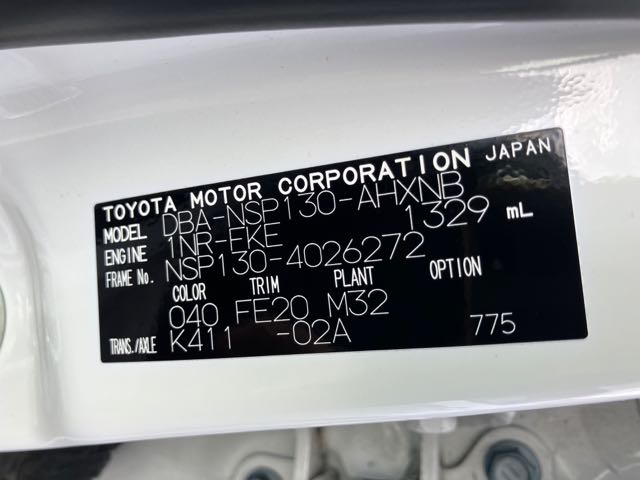 TOYOTA MOTOR CORPORATION JAPAN
MODEL DBA-NSP130-AHXNB
ENGINE 1NR-FKE 1329 mL
FRAME No. NSP130-4026272
COLOR TRIM PLANT OPTION
040 FE20 M32
TRANS./AXLE K411 -02A 775